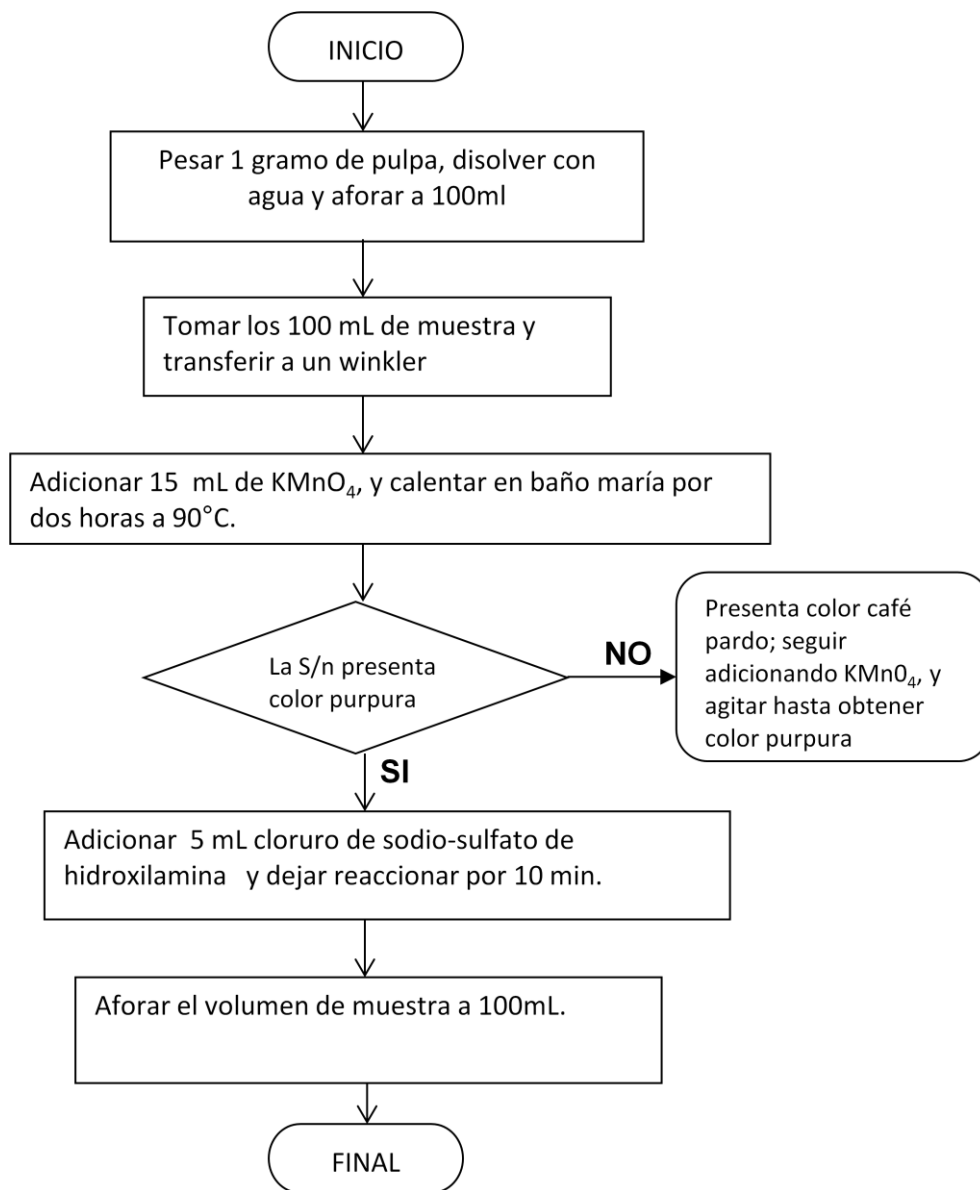 INICIO
Pesar 1 gramo de pulpa, disolver con
agua y aforar a 100ml
Tomar los 100 mL de muestra y
transferir a un winkler
Adicionar 15  mL de KMnO₄, y calentar en baño maría por
dos horas a 90°C.
La S/n presenta
color purpura
NO
Presenta color café
pardo; seguir
adicionando KMn0₄, y
agitar hasta obtener
color purpura
SI
Adicionar  5 mL cloruro de sodio-sulfato de
hidroxilamina   y dejar reaccionar por 10 min.
Aforar el volumen de muestra a 100mL.
FINAL